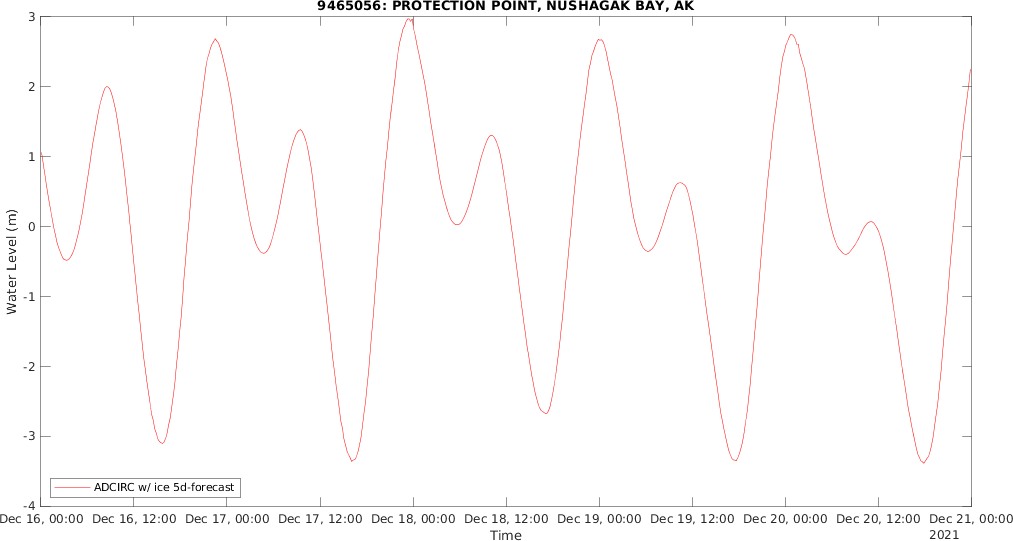 9465056: PROTECTION POINT, NUSHAGAK BAY, AK
3
2
1
0
-1
-2
-3
-4
Water Level (m)
ADCIRC w/ ice 5d-forecast
Dec 16, 00:00 Dec 16, 12:00 Dec 17, 00:00 Dec 17, 12:00 Dec 18, 00:00 Dec 18, 12:00 Dec 19, 00:00 Dec 19, 12:00 Dec 20, 00:00 Dec 20, 12:00 Dec 21, 00:00
Time
2021